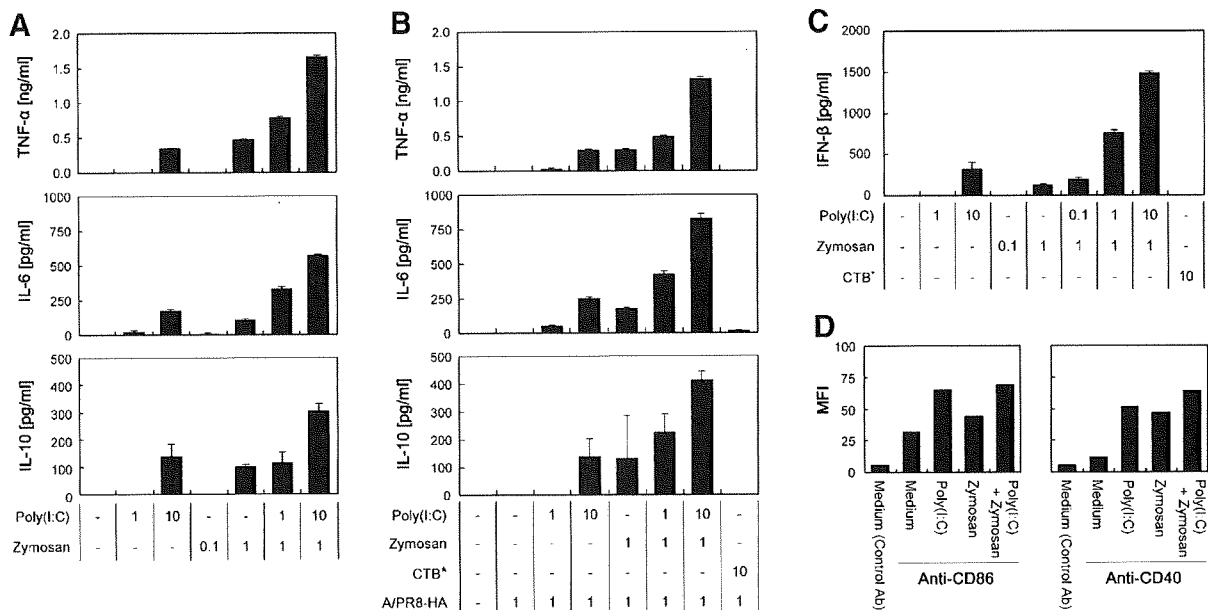 A
TNF-α [ng/ml]
2.0
1.5
1.0
0.5
0
IL-6 [pg/ml]
1000
750
500
250
0
IL-10 [pg/ml]
500
400
300
200
100
0
Poly(I:C) - 1 10 - - 1 10
Zymosan - - - 0.1 1 1 1
B
TNF-α [ng/ml]
2.0
1.5
1.0
0.5
0
IL-6 [pg/ml]
1000
750
500
250
0
IL-10 [pg/ml]
500
400
300
200
100
0
Poly(I:C) - - 1 10 - 1 10 -
Zymosan - - - - 1 1 1 -
CTB* - - - - - - - 10
A/PR8-HA - 1 1 1 1 1 1 1
C
IFN-β [pg/ml]
2000
1500
1000
500
0
Poly(I:C) - 1 10 - - 0.1 1 10 -
Zymosan - - - 0.1 1 1 1 1 -
CTB* - - - - - - - - 10
D
MFI
100
75
50
25
0
Medium (Control Ab)
Medium
Poly(I:C)
Zymosan
Poly(I:C)
+ Zymosan
Anti-CD86
100
75
50
25
0
Medium (Control Ab)
Medium
Poly(I:C)
Zymosan
Poly(I:C)
+ Zymosan
Anti-CD40